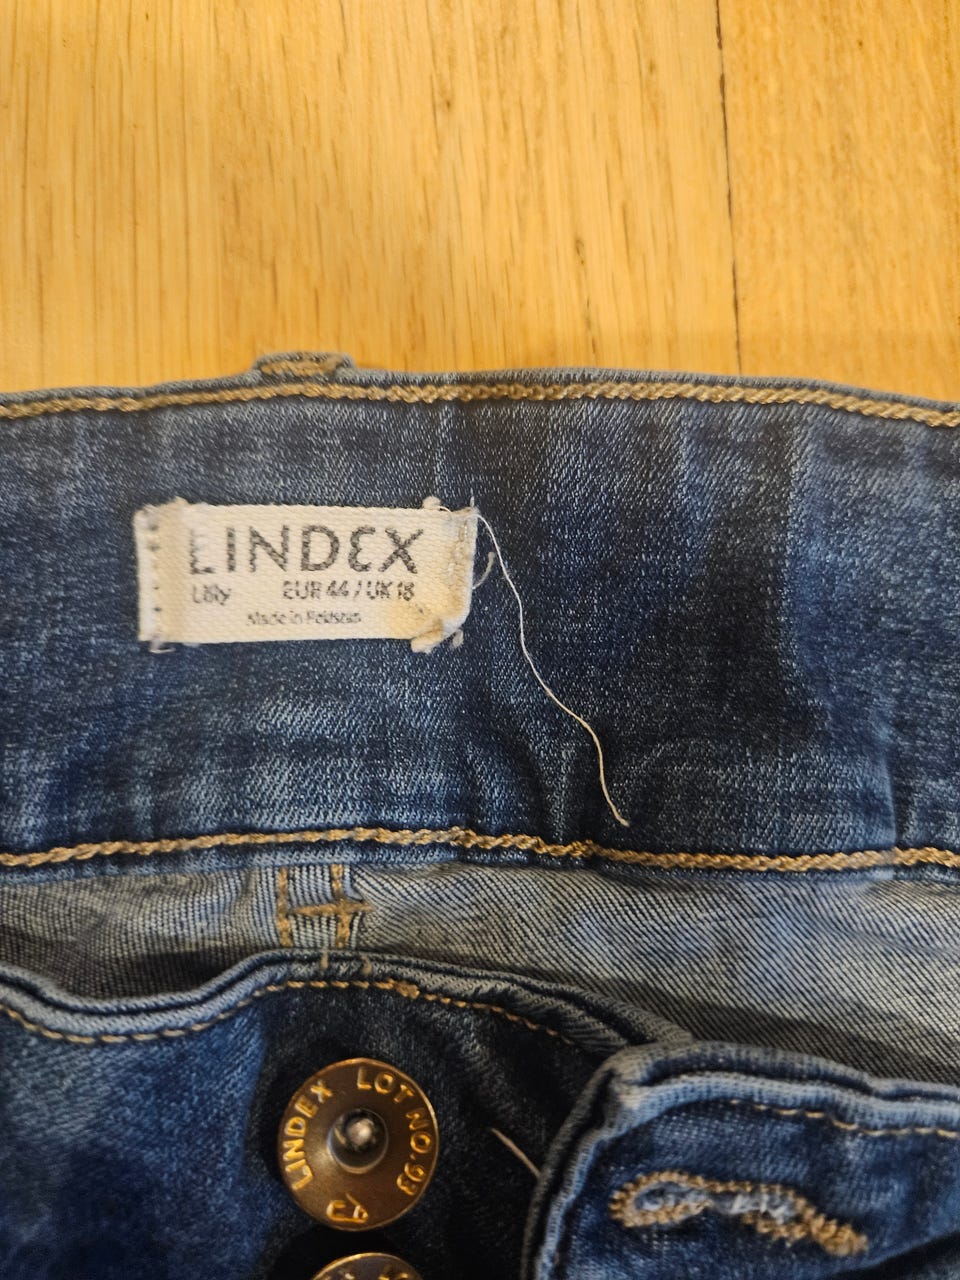 LINDEX
Lilly EUR 44 / UK 18
Made in Pakistan
LINDEX LOT NO. 93